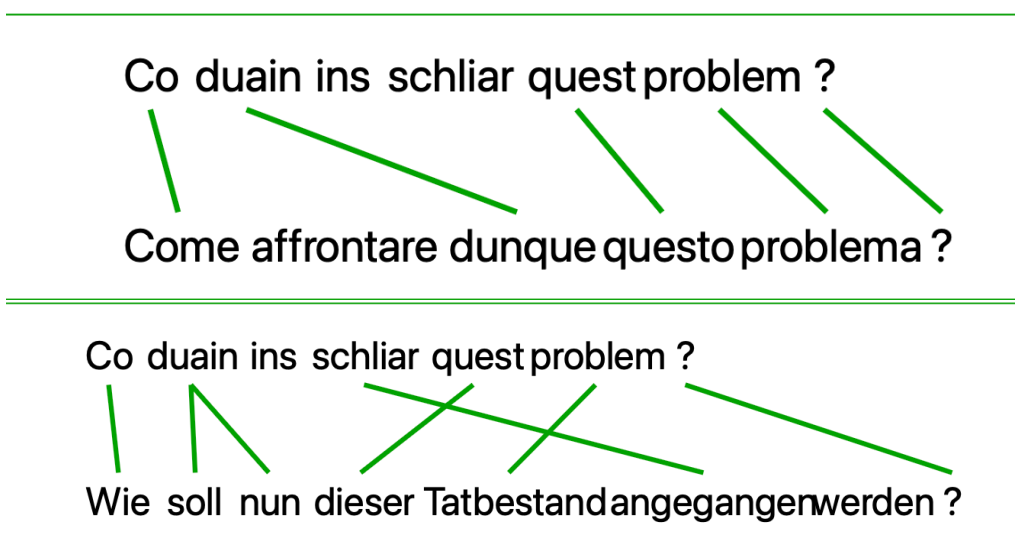 Co duain ins schliar quest problem ?
Come affrontare dunque questo problema ?
Co duain ins schliar quest problem ?
Wie soll nun dieser Tatbestand angegangen werden ?